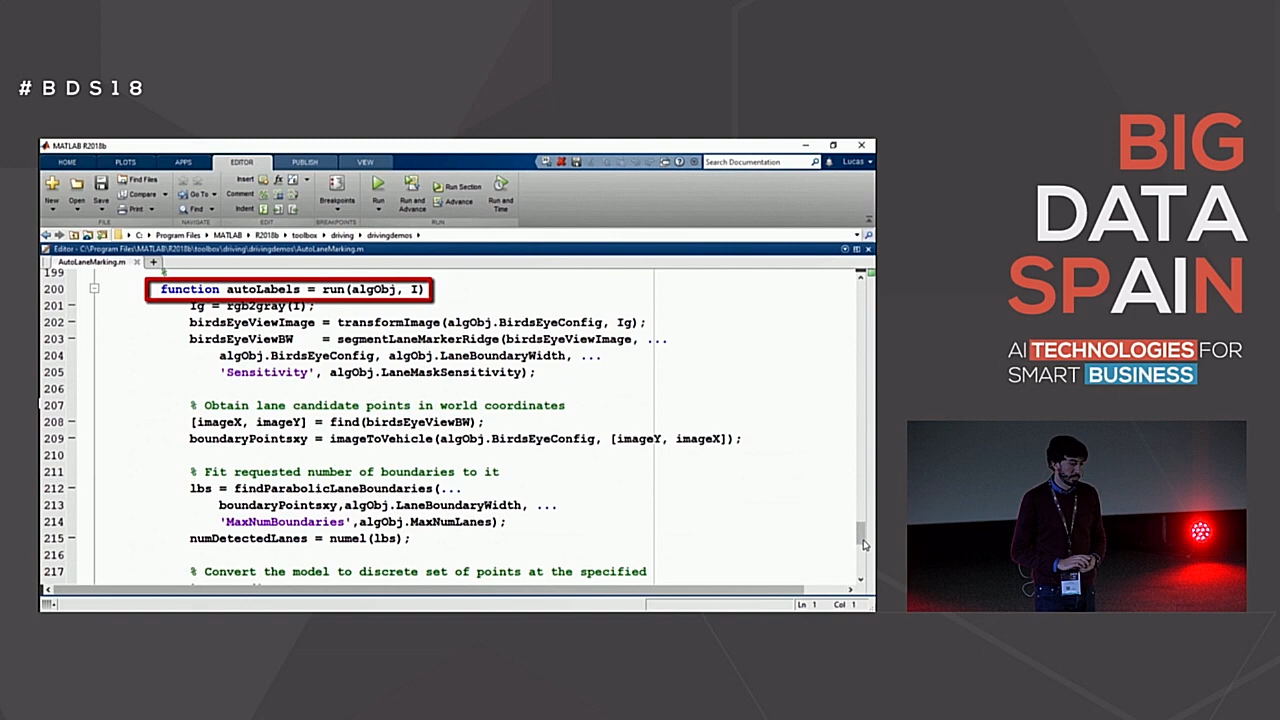 #BDS18
MATLAB R2018b
HOME PLOTS APPS EDITOR PUBLISH VIEW Search Documentation Lucas
New Open Save Find Files Compare Print Go To Find Insert Comment Indent fx Breakpoints Run Run and Advance Run Section Advance Run and Time
FILE NAVIGATE EDIT BREAKPOINTS RUN
C: Program Files MATLAB R2018b toolbox driving drivingdemos
Editor - C:\Program Files\MATLAB\R2018b\toolbox\driving\drivingdemos\AutoLaneMarking.m
AutoLaneMarking.m
199 %
200 function autoLabels = run(algObj, I)
201 Ig = rgb2gray(I);
202 birdsEyeViewImage = transformImage(algObj.BirdsEyeConfig, Ig);
203 birdsEyeViewBW = segmentLaneMarkerRidge(birdsEyeViewImage, ...
204 algObj.BirdsEyeConfig, algObj.LaneBoundaryWidth, ...
205 'Sensitivity', algObj.LaneMaskSensitivity);
206
207 % Obtain lane candidate points in world coordinates
208 [imageX, imageY] = find(birdsEyeViewBW);
209 boundaryPointsxy = imageToVehicle(algObj.BirdsEyeConfig, [imageY, imageX]);
210
211 % Fit requested number of boundaries to it
212 lbs = findParabolicLaneBoundaries(...
213 boundaryPointsxy,algObj.LaneBoundaryWidth, ...
214 'MaxNumBoundaries',algObj.MaxNumLanes);
215 numDetectedLanes = numel(lbs);
216
217 % Convert the model to discrete set of points at the specified
Ln 1 Col 1
BIG
DATA
SPAIN
AI TECHNOLOGIES FOR
SMART BUSINESS